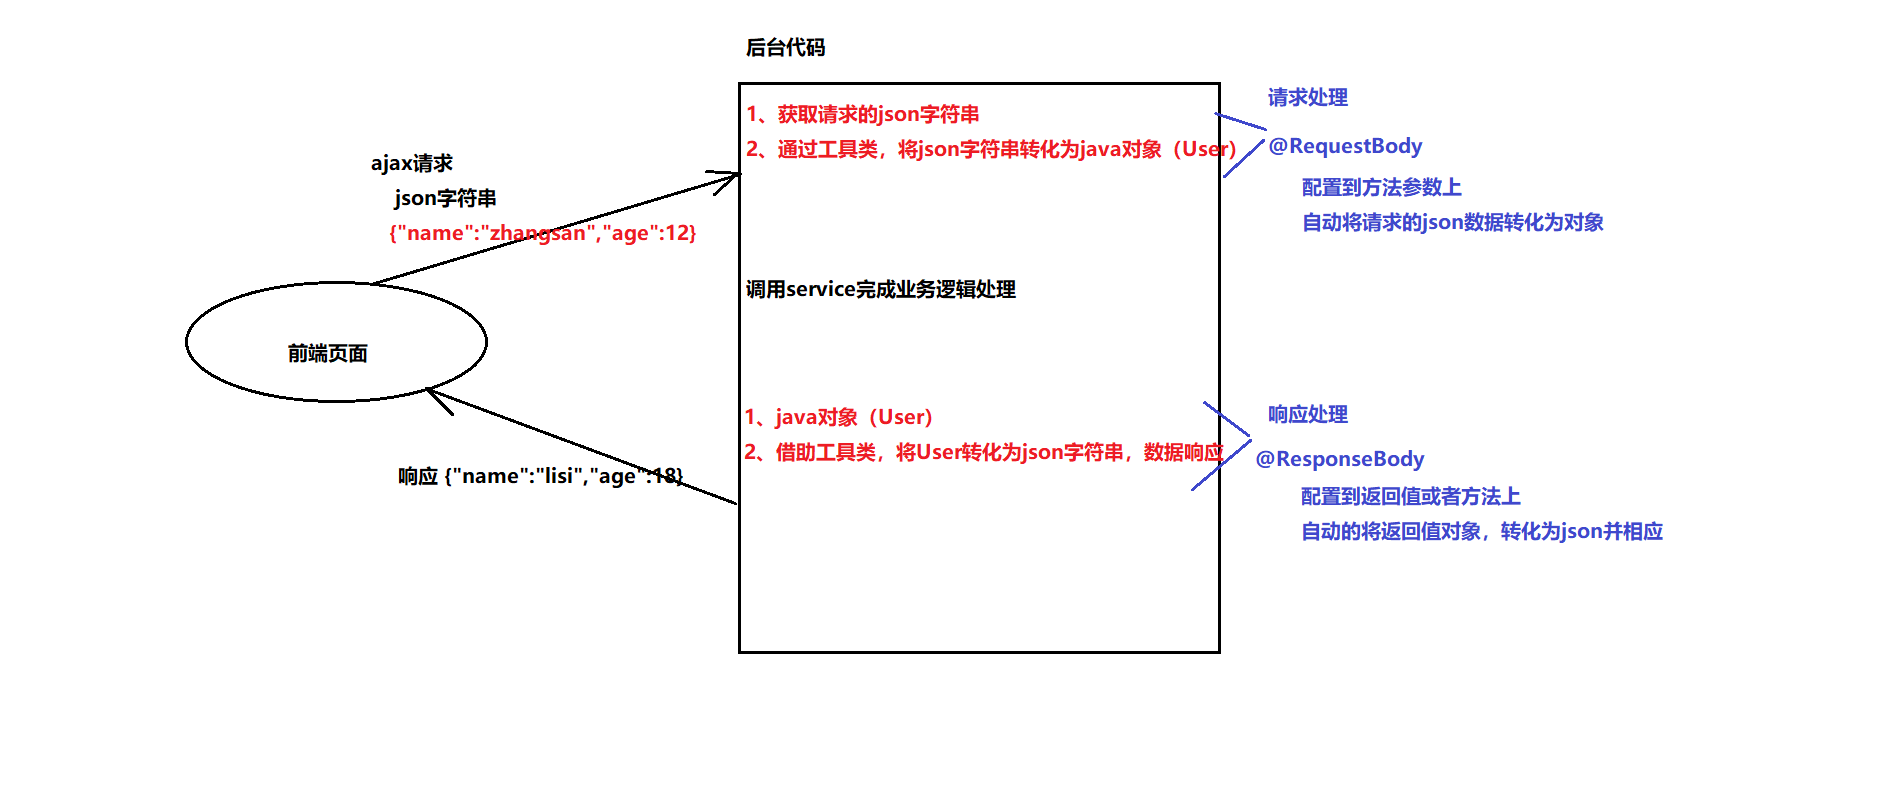 后台代码
1、获取请求的json字符串
2、通过工具类，将json字符串转化为java对象（User）
请求处理
@RequestBody
配置到方法参数上
自动将请求的json数据转化为对象
ajax请求
json字符串
{"name":"zhangsan","age":12}
调用service完成业务逻辑处理
前端页面
1、java对象（User）
2、借助工具类，将User转化为json字符串，数据响应
响应处理
@ResponseBody
配置到返回值或者方法上
自动的将返回值对象，转化为json并相应
响应 {"name":"lisi","age":18}